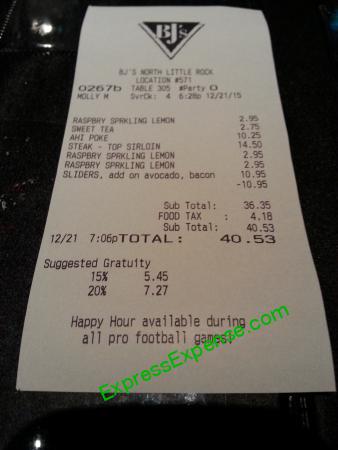 BJ's
BJ'S NORTH LITTLE ROCK
LOCATION #571
0267b TABLE 305 #Party 0
MOLLY M SvrCk: 4 6:28p 12/21/15
RASPBRY SPRKLING LEMON 2.95
SWEET TEA 2.75
AHI POKE 10.25
STEAK - TOP SIRLOIN 14.50
RASPBRY SPRKLING LEMON 2.95
RASPBRY SPRKLING LEMON 2.95
SLIDERS, add on avocado, bacon 10.95
-10.95
Sub Total: 36.35
FOOD TAX : 4.18
Sub Total: 40.53
12/21 7:06pTOTAL: 40.53
Suggested Gratuity
15% 5.45
20% 7.27
Happy Hour available during
all pro football games!
ExpressExpense.com